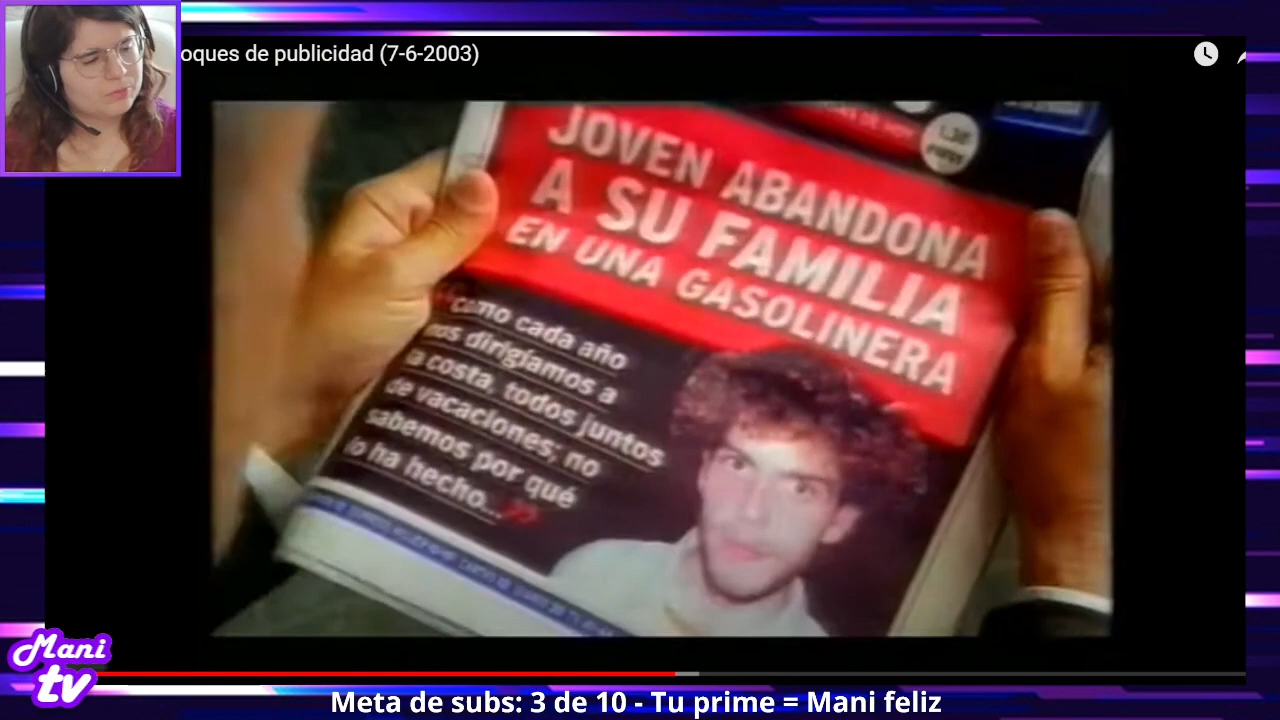 oques de publicidad (7-6-2003)
JOVEN ABANDONA
A SU FAMILIA
EN UNA GASOLINERA
“como cada año
nos dirigíamos a
la costa, todos juntos
de vacaciones; no
sabemos por qué
lo ha hecho...”
Mani
tv
Meta de subs: 3 de 10 - Tu prime = Mani feliz